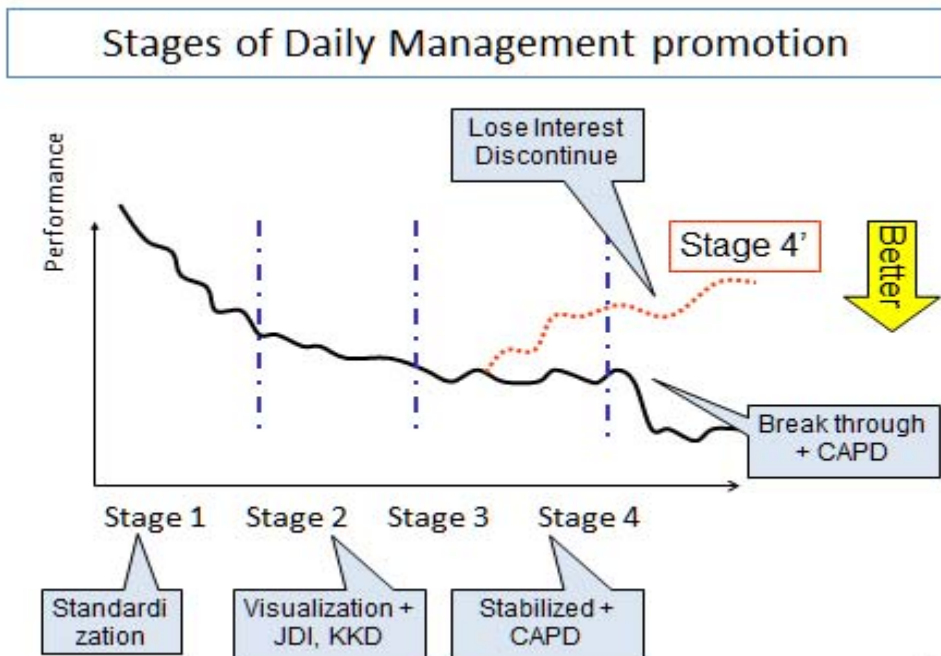 Stages of Daily Management promotion
Lose Interest
Discontinue
Performance
Stage 4'
Better
Break through
+ CAPD
Stage 1
Stage 2
Stage 3
Stage 4
Standardi
zation
Visualization +
JDI, KKD
Stabilized +
CAPD